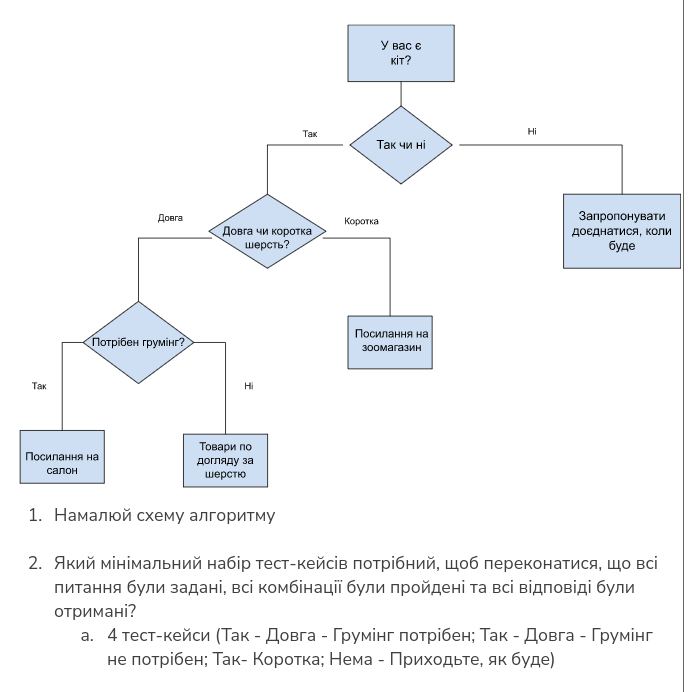 У вас є
кіт?
Так чи ні
Так
Ні
Запропонувати
доєднатися, коли
буде
Довга чи коротка
шерсть?
Довга
Коротка
Посилання на
зоомагазин
Потрібен грумінг?
Так
Ні
Посилання на
салон
Товари по
догляду за
шерстю
1. Намалюй схему алгоритму
2. Який мінімальний набір тест-кейсів потрібний, щоб переконатися, що всі
питання були задані, всі комбінації були пройдені та всі відповіді були
отримані?
a. 4 тест-кейси (Так - Довга - Грумінг потрібен; Так - Довга - Грумінг
не потрібен; Так- Коротка; Нема - Приходьте, як буде)